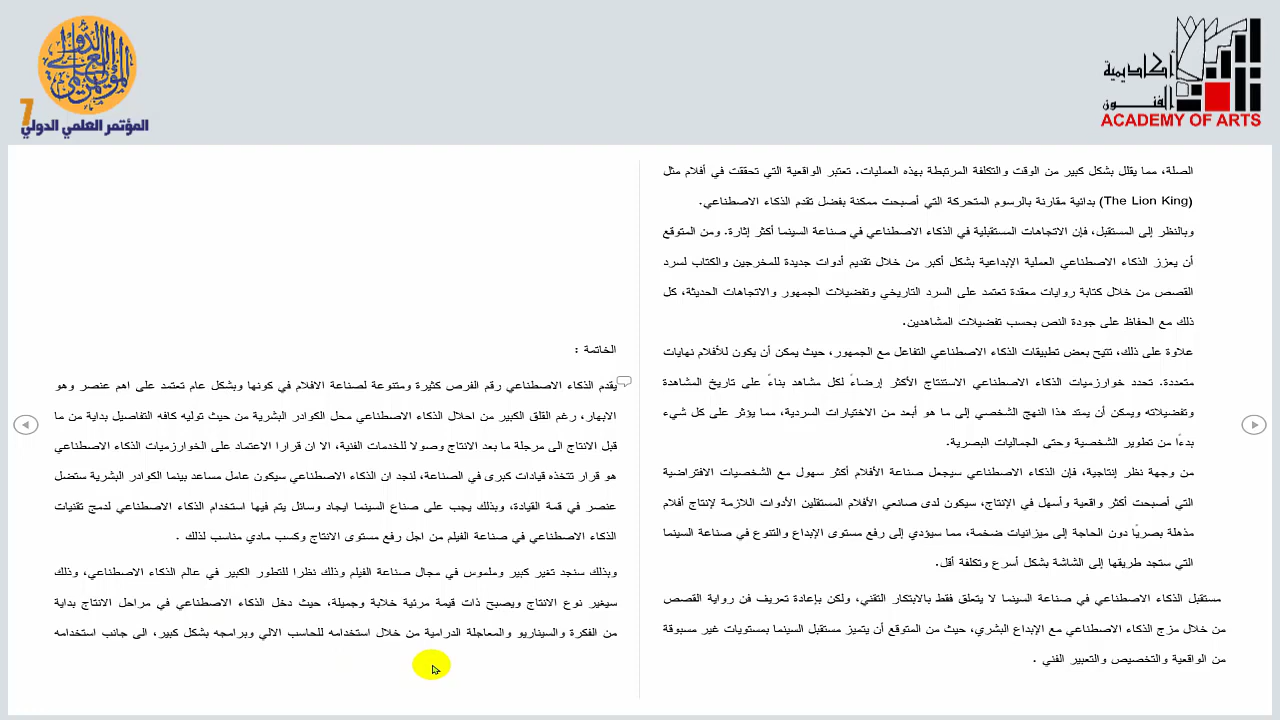 المؤتمر العلمي الدولي
7
أكاديمية
الفنون
ACADEMY OF ARTS
الصلة، مما يقلل بشكل كبير من الوقت والتكلفة المرتبطة بهذه العمليات. تعتبر الواقعية التي تحققت في أفلام مثل
(The Lion King) بدائية مقارنة بالرسوم المتحركة التي أصبحت ممكنة بفضل تقدم الذكاء الاصطناعي.
وبالنظر إلى المستقبل، فإن الاتجاهات المستقبلية في الذكاء الاصطناعي في صناعة السينما أكثر إثارة. ومن المتوقع
أن يعزز الذكاء الاصطناعي العملية الإبداعية بشكل أكبر من خلال تقديم أدوات جديدة للمخرجين والكتاب لسرد
القصص من خلال كتابة روايات معقدة تعتمد على السرد التاريخي وتفضيلات الجمهور والاتجاهات الحديثة، كل
ذلك مع الحفاظ على جودة النص بحسب تفضيلات المشاهدين.
علاوة على ذلك، تتيح بعض تطبيقات الذكاء الاصطناعي التفاعل مع الجمهور، حيث يمكن أن يكون للأفلام نهايات
متعددة. تحدد خوارزميات الذكاء الاصطناعي الاستنتاج الأكثر إرضاءً لكل مشاهد بناءً على تاريخ المشاهدة
وتفضيلاته ويمكن أن يمتد هذا النهج الشخصي إلى ما هو أبعد من الاختيارات السردية، مما يؤثر على كل شيء
بدءًا من تطوير الشخصية وحتى الجماليات البصرية.
من وجهة نظر إنتاجية، فإن الذكاء الاصطناعي سيجعل صناعة الأفلام أكثر سهول مع الشخصيات الافتراضية
التي أصبحت أكثر واقعية وأسهل في الإنتاج، سيكون لدى صانعي الأفلام المستقلين الأدوات اللازمة لإنتاج أفلام
مذهلة بصريًا دون الحاجة إلى ميزانيات ضخمة، مما سيؤدي إلى رفع مستوى الإبداع والتنوع في صناعة السينما
التي ستجد طريقها إلى الشاشة بشكل أسرع وتكلفة أقل.
مستقبل الذكاء الاصطناعي في صناعة السينما لا يتعلق فقط بالابتكار التقني، ولكن بإعادة تعريف فن رواية القصص
من خلال مزج الذكاء الاصطناعي مع الإبداع البشري، حيث من المتوقع أن يتميز مستقبل السينما بمستويات غير مسبوقة
من الواقعية والتخصيص والتعبير الفني .
الخاتمة :
يقدم الذكاء الاصطناعي رقم الفرص كثيرة ومتنوعة لصناعة الافلام في كونها وبشكل عام تعتمد على اهم عنصر وهو
الابهار، رغم القلق الكبير من احلال الذكاء الاصطناعي محل الكوادر البشرية من حيث توليه كافه التفاصيل بداية من ما
قبل الانتاج الى مرحلة ما بعد الانتاج وصولا للخدمات الفنية، الا ان قرارا الاعتماد على الخوارزميات الذكاء الاصطناعي
هو قرار تتخذه قيادات كبرى في الصناعة، لنجد ان الذكاء الاصطناعي سيكون عامل مساعد بينما الكوادر البشرية ستضل
عنصر في قمة القيادة، وبذلك يجب على صناع السينما ايجاد وسائل يتم فيها استخدام الذكاء الاصطناعي لدمج تقنيات
الذكاء الاصطناعي في صناعة الفيلم من اجل رفع مستوى الانتاج وكسب مادي مناسب لذلك .
وبذلك سنجد تغير كبير وملموس في مجال صناعة الفيلم وذلك نظرا للتطور الكبير في عالم الذكاء الاصطناعي، وذلك
سيغير نوع الانتاج ويصبح ذات قيمة مرئية خلابة وجميلة، حيث دخل الذكاء الاصطناعي في مراحل الانتاج بداية
من الفكرة والسيناريو والمعاجلة الدرامية من خلال استخدامه للحاسب الالي وبرامجه بشكل كبير، الى جانب استخدامه